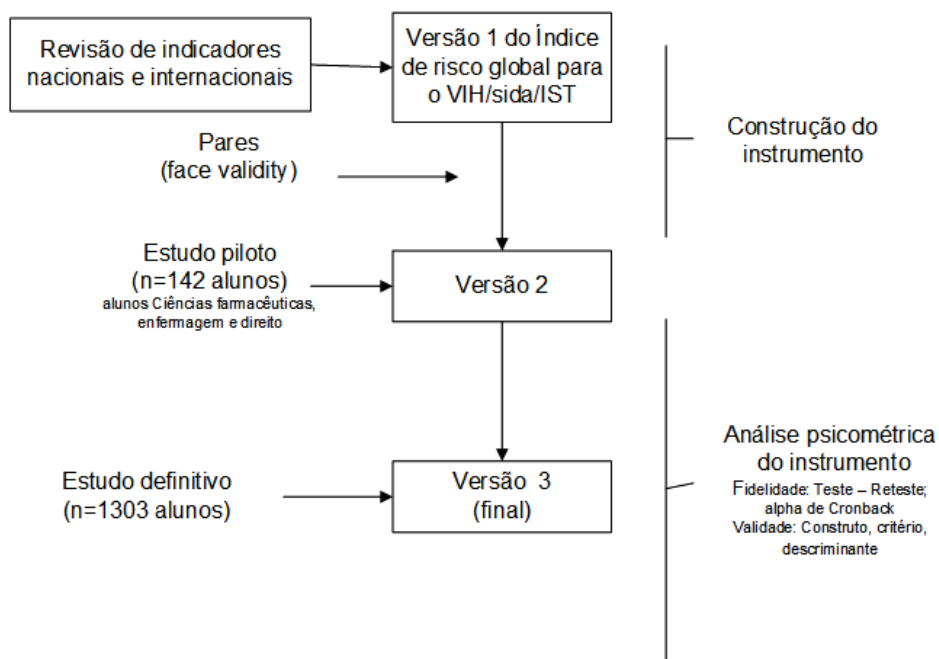 Revisão de indicadores
nacionais e internacionais
Versão 1 do Índice
de risco global para
o VIH/sida/IST
Pares
(face validity)
Construção do
instrumento
Estudo piloto
(n=142 alunos)
alunos Ciências farmacêuticas,
enfermagem e direito
Versão 2
Análise psicométrica
do instrumento
Fidelidade: Teste – Reteste;
alpha de Cronback
Validade: Construto, critério,
descriminante
Estudo definitivo
(n=1303 alunos)
Versão 3
(final)